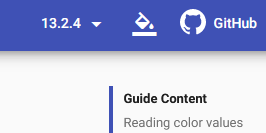 13.2.4 GitHub
Guide Content
Reading color values